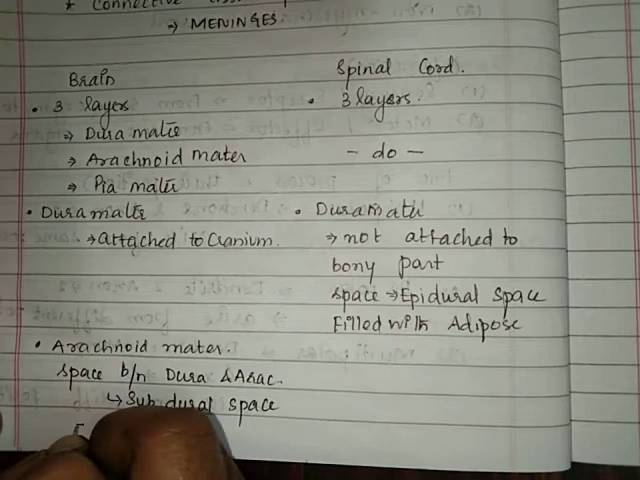 * Connective
→ MENINGES
Brain
• 3 layers
→ Dura mater
→ Arachnoid mater
→ Pia mater
• Dura mater
→ attached to Cranium.
Spinal Cord.
• 3 layers.
- do -
• Dura mater
→ not attached to
bony part
space → Epidural space
Filled with Adipose
• Arachnoid mater.
Space b/n Dura & Arac.
↳ Sub dural space